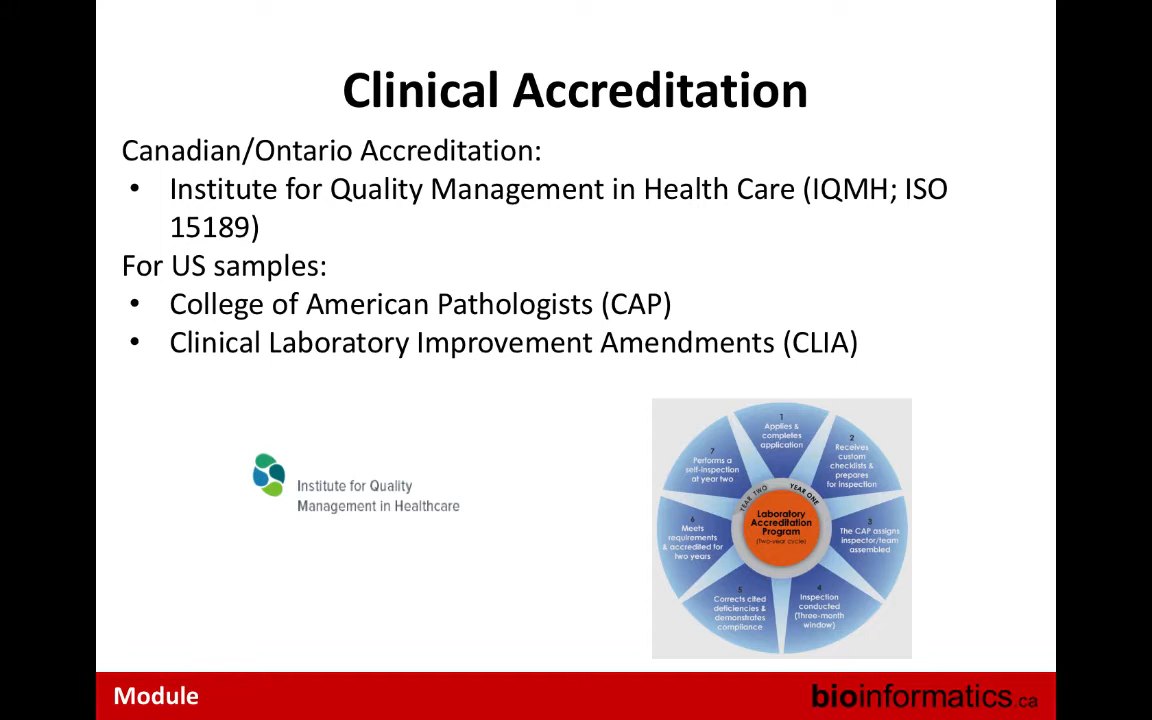 Clinical Accreditation
Canadian/Ontario Accreditation:
• Institute for Quality Management in Health Care (IQMH; ISO
15189)
For US samples:
• College of American Pathologists (CAP)
• Clinical Laboratory Improvement Amendments (CLIA)
Institute for Quality
Management in Healthcare
1
Applies &
completes
application
2
Receives
custom
checklists &
prepares
for inspection
3
The CAP assigns
inspector/team
assembled
4
Inspection
conducted
(Three-month
window)
5
Corrects cited
deficiencies &
demonstrates
compliance
6
Meets
requirements
& accredited for
two years
7
Performs a
self-inspection
at year two
YEAR TWO
YEAR ONE
Laboratory
Accreditation
Program
(Two-year cycle)
Module
bioinformatics.ca